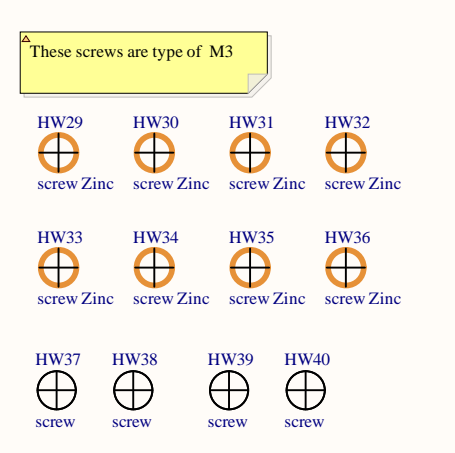 These screws are type of  M3
HW29 HW30 HW31 HW32
screw Zinc screw Zinc screw Zinc screw Zinc
HW33 HW34 HW35 HW36
screw Zinc screw Zinc screw Zinc screw Zinc
HW37 HW38 HW39 HW40
screw screw screw screw